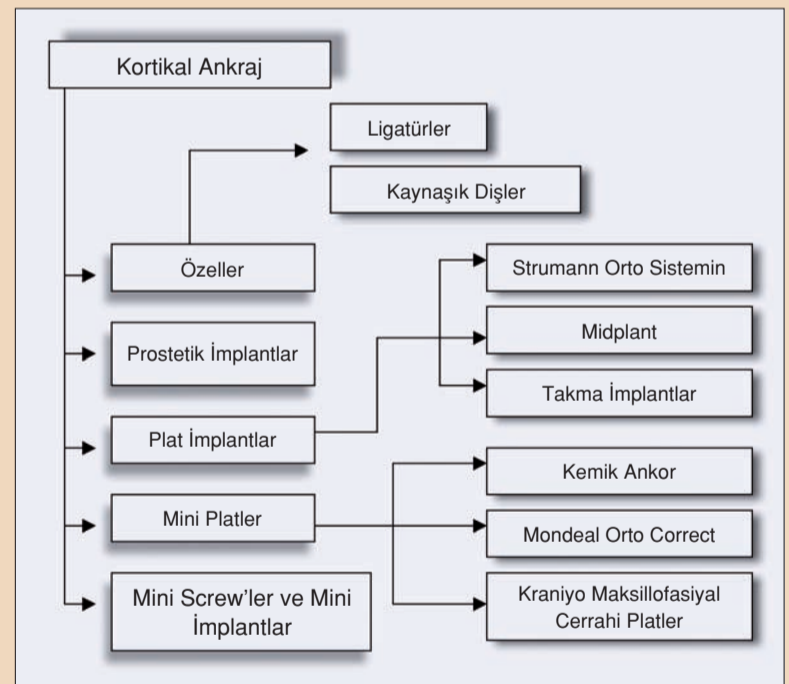 Kortikal Ankraj
Ligatürler
Kaynaşık Dişler
Özeller
Strumann Orto Sistemin
Prostetik İmplantlar
Midplant
Takma İmplantlar
Plat İmplantlar
Kemik Ankor
Mini Platler
Mondeal Orto Correct
Mini Screw’ler ve Mini
İmplantlar
Kraniyo Maksillofasiyal
Cerrahi Platler